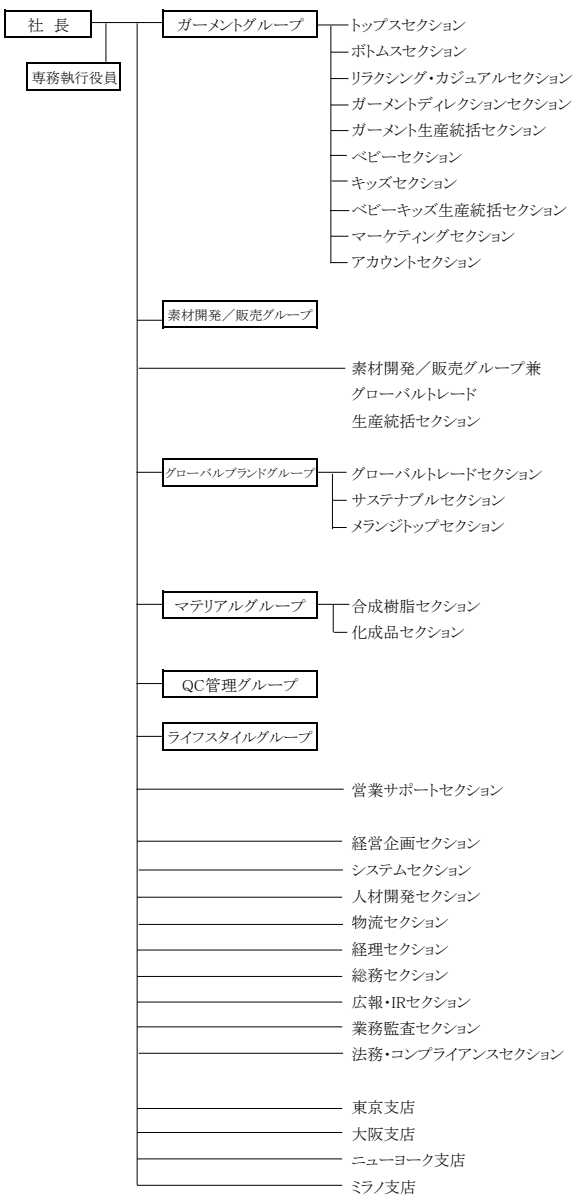 社 長
ガーメントグループ
トップスセクション
ボトムスセクション
専務執行役員
リラクシング・カジュアルセクション
ガーメントディレクションセクション
ガーメント生産統括セクション
ベビーセクション
キッズセクション
ベビーキッズ生産統括セクション
マーケティングセクション
アカウントセクション
素材開発／販売グループ
素材開発／販売グループ兼
グローバルトレード
生産統括セクション
グローバルブランドグループ
グローバルトレードセクション
サステナブルセクション
メランジトップセクション
マテリアルグループ
合成樹脂セクション
化成品セクション
QC管理グループ
ライフスタイルグループ
営業サポートセクション
経営企画セクション
システムセクション
人材開発セクション
物流セクション
経理セクション
総務セクション
広報・IRセクション
業務監査セクション
法務・コンプライアンスセクション
東京支店
大阪支店
ニューヨーク支店
ミラノ支店